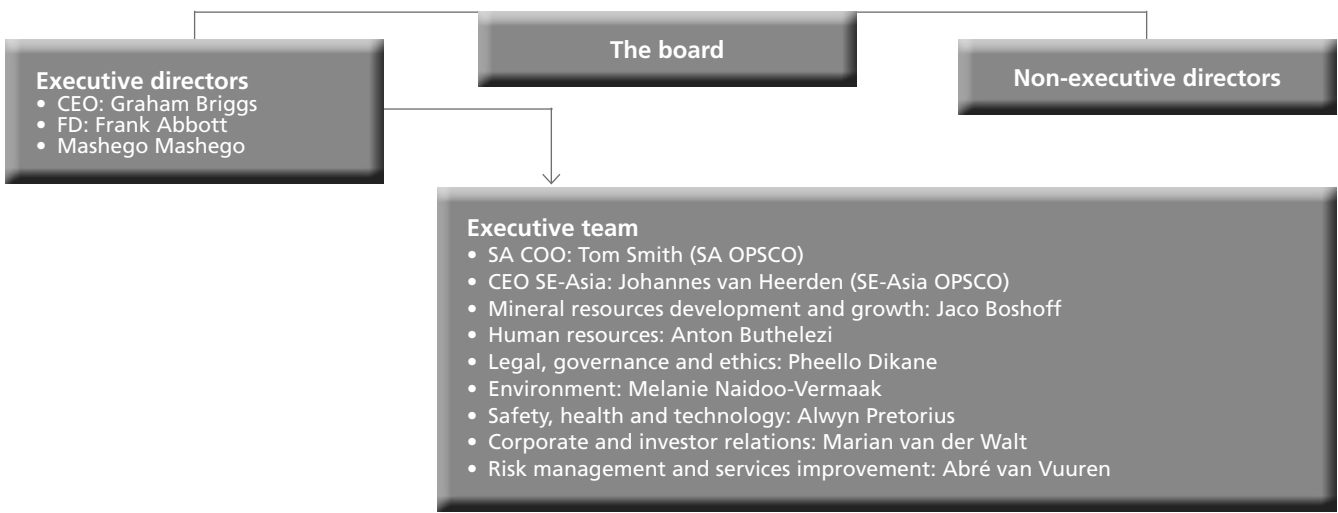 The board
Executive directors
• CEO: Graham Briggs
• FD: Frank Abbott
• Mashego Mashego
Non-executive directors
Executive team
• SA COO: Tom Smith (SA OPSCO)
• CEO SE-Asia: Johannes van Heerden (SE-Asia OPSCO)
• Mineral resources development and growth: Jaco Boshoff
• Human resources: Anton Buthelezi
• Legal, governance and ethics: Pheello Dikane
• Environment: Melanie Naidoo-Vermaak
• Safety, health and technology: Alwyn Pretorius
• Corporate and investor relations: Marian van der Walt
• Risk management and services improvement: Abré van Vuuren